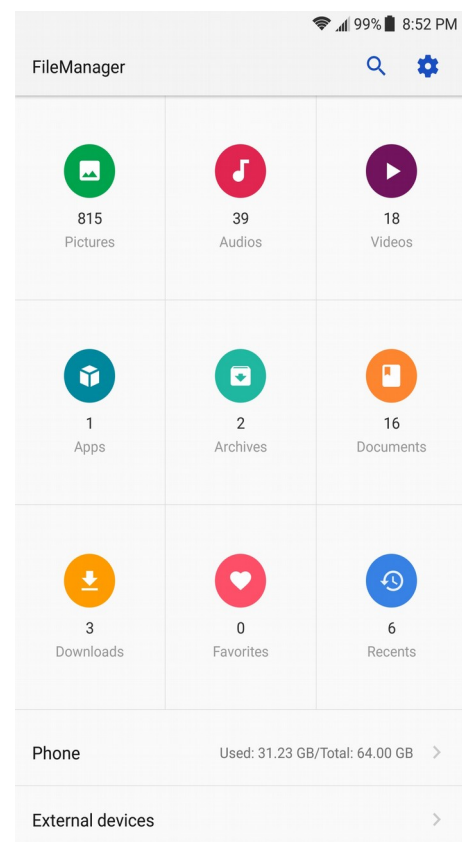 99% 8:52 PM
FileManager
815 39 18
Pictures Audios Videos
1 2 16
Apps Archives Documents
3 0 6
Downloads Favorites Recents
Phone Used: 31.23 GB/Total: 64.00 GB
External devices